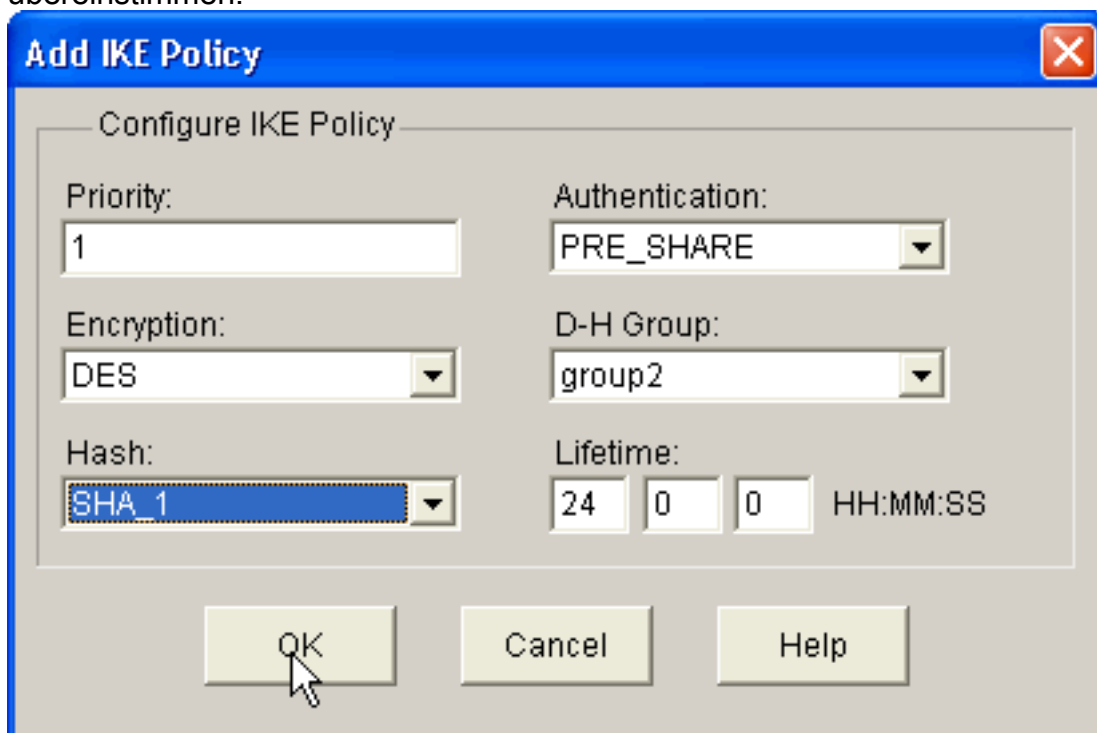 übereinstimmen.
Add IKE Policy
Configure IKE Policy
Priority:
1
Authentication:
PRE_SHARE
Encryption:
DES
D-H Group:
group2
Hash:
SHA_1
Lifetime:
24 0 0 HH:MM:SS
OK Cancel Help